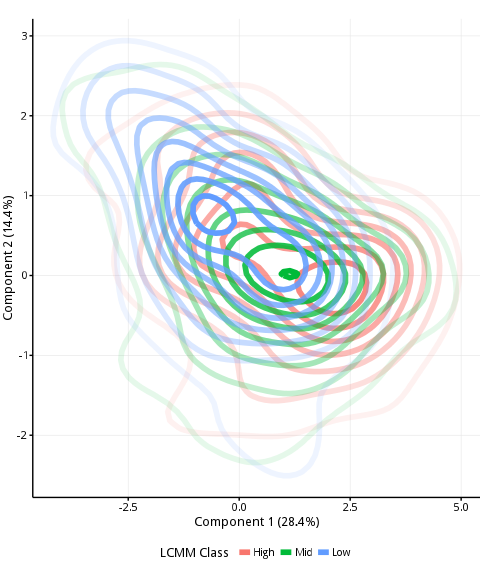 3
2
1
0
-1
-2
Component 2 (14.4%)
-2.5 0.0 2.5 5.0
Component 1 (28.4%)
LCMM Class High Mid Low